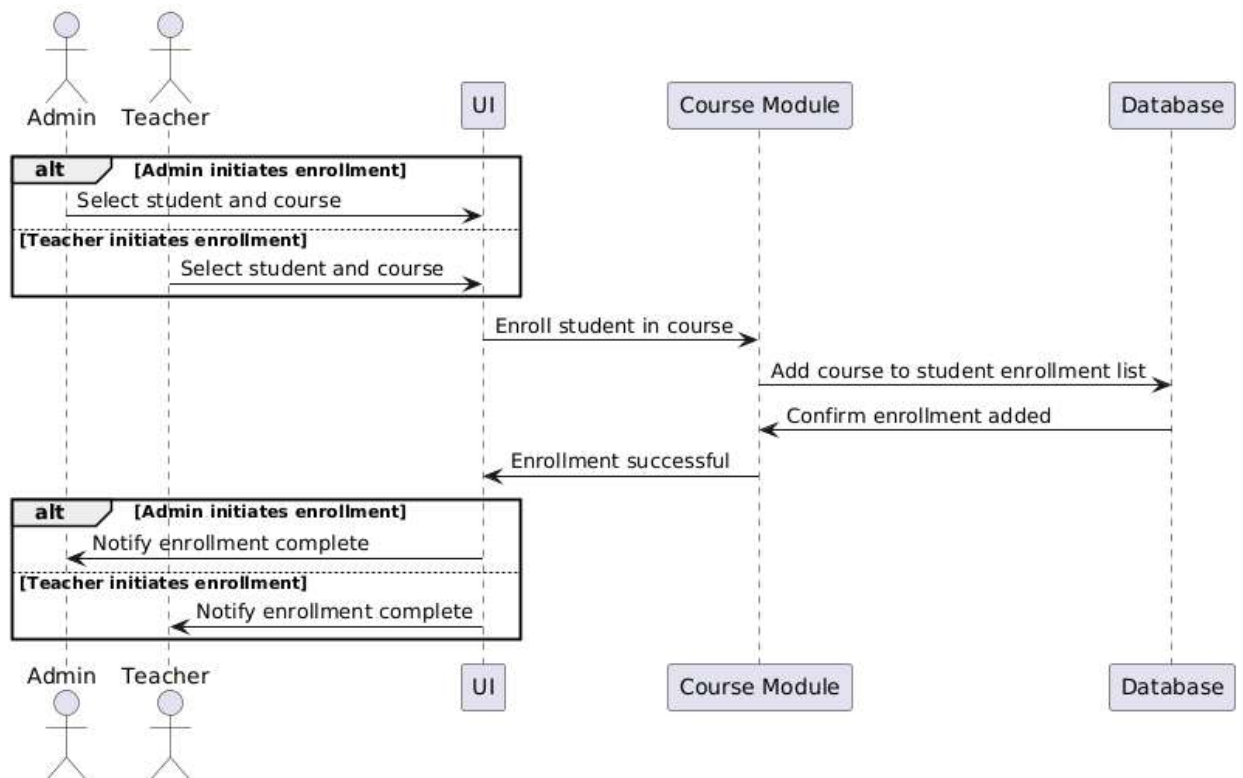 Admin Teacher UI Course Module Database
alt [Admin initiates enrollment]
Select student and course
[Teacher initiates enrollment]
Select student and course
Enroll student in course
Add course to student enrollment list
Confirm enrollment added
Enrollment successful
alt [Admin initiates enrollment]
Notify enrollment complete
[Teacher initiates enrollment]
Notify enrollment complete
Admin Teacher UI Course Module Database